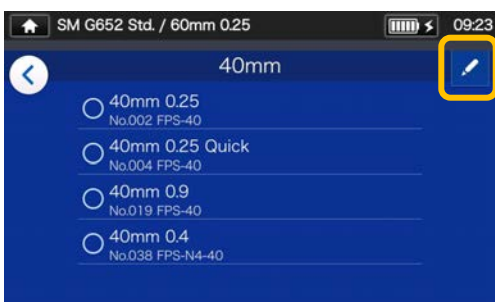 SM G652 Std. / 60mm 0.25 09:23
40mm
40mm 0.25
No.002 FPS-40
40mm 0.25 Quick
No.004 FPS-40
40mm 0.9
No.019 FPS-40
40mm 0.4
No.038 FPS-N4-40